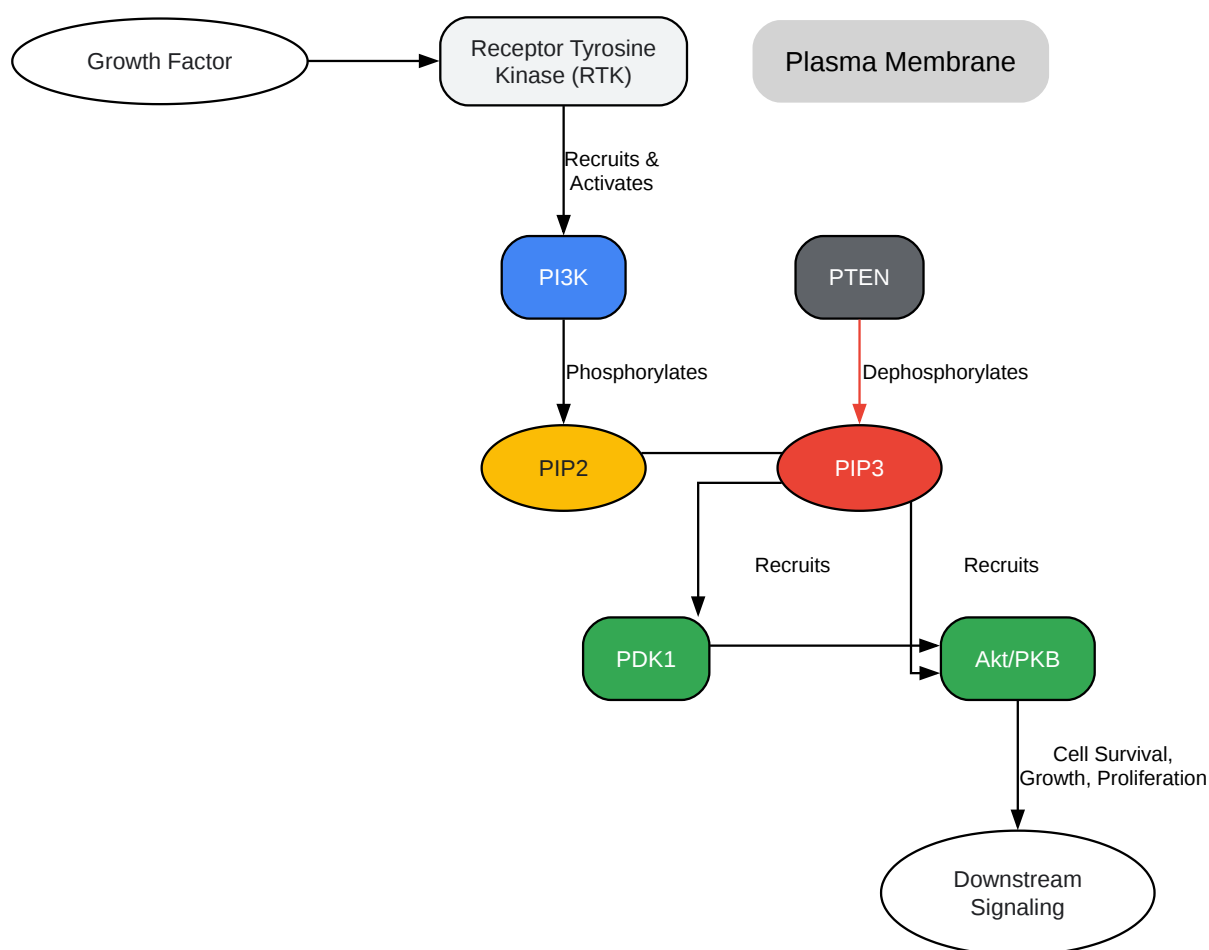 Growth Factor
Receptor Tyrosine
Kinase (RTK)
Plasma Membrane
Recruits &
Activates
PI3K
PTEN
Phosphorylates
Dephosphorylates
PIP2
PIP3
Recruits
Recruits
PDK1
Akt/PKB
Cell Survival,
Growth, Proliferation
Downstream
Signaling